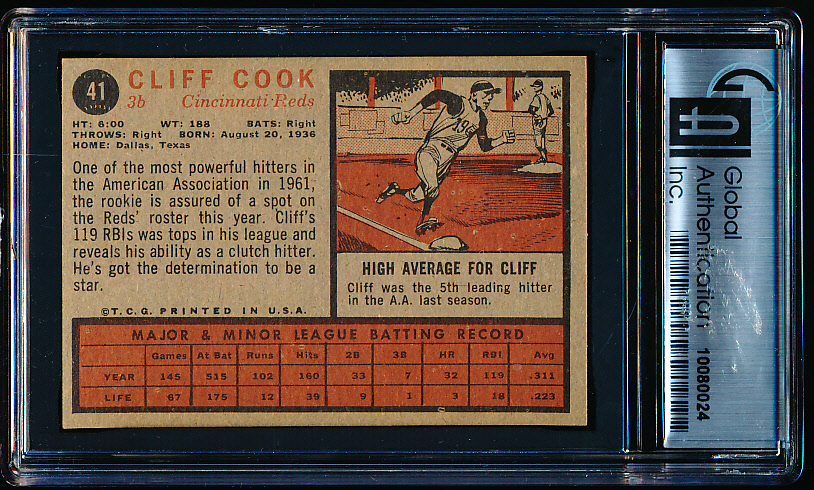 41
CLIFF COOK
3b Cincinnati Reds
HT: 6:00 WT: 188 BATS: Right
THROWS: Right BORN: August 20, 1936
HOME: Dallas, Texas
One of the most powerful hitters in
the American Association in 1961,
the rookie is assured of a spot on
the Reds' roster this year. Cliff's
119 RBIs was tops in his league and
reveals his ability as a clutch hitter.
He's got the determination to be a
star.
©T.C.G. PRINTED IN U.S.A.
HIGH AVERAGE FOR CLIFF
Cliff was the 5th leading hitter
in the A.A. last season.
MAJOR & MINOR LEAGUE BATTING RECORD
Games At Bat Runs Hits 2B 3B HR RBI Avg
YEAR 145 515 102 160 33 7 32 119 .311
LIFE 67 175 12 39 9 1 3 18 .223
Global
Authentication
Inc.
10080024